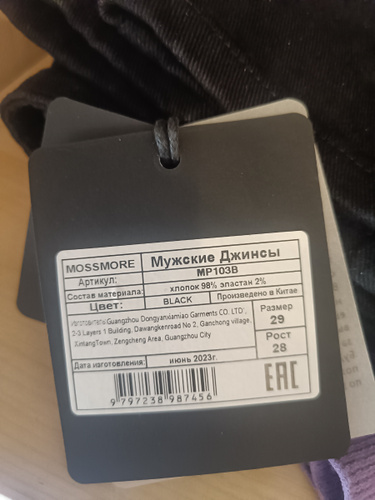 MOSSMORE Мужские Джинсы
Артикул: MP103B
Состав материала: хлопок 98% эластан 2%
Цвет: BLACK Произведено в Китае
Изготовитель: Guangzhou Dongyanxiamiao Garments CO. LTD',
2-3 Layers 1 Building, Dawangkenroad No 2, Ganchong village,
XintangTown, Zengcheng Area, Guangzhou City
Размер
29
Рост
28
Дата изготовления: июнь 2023г.
EAC
9 797238 987456